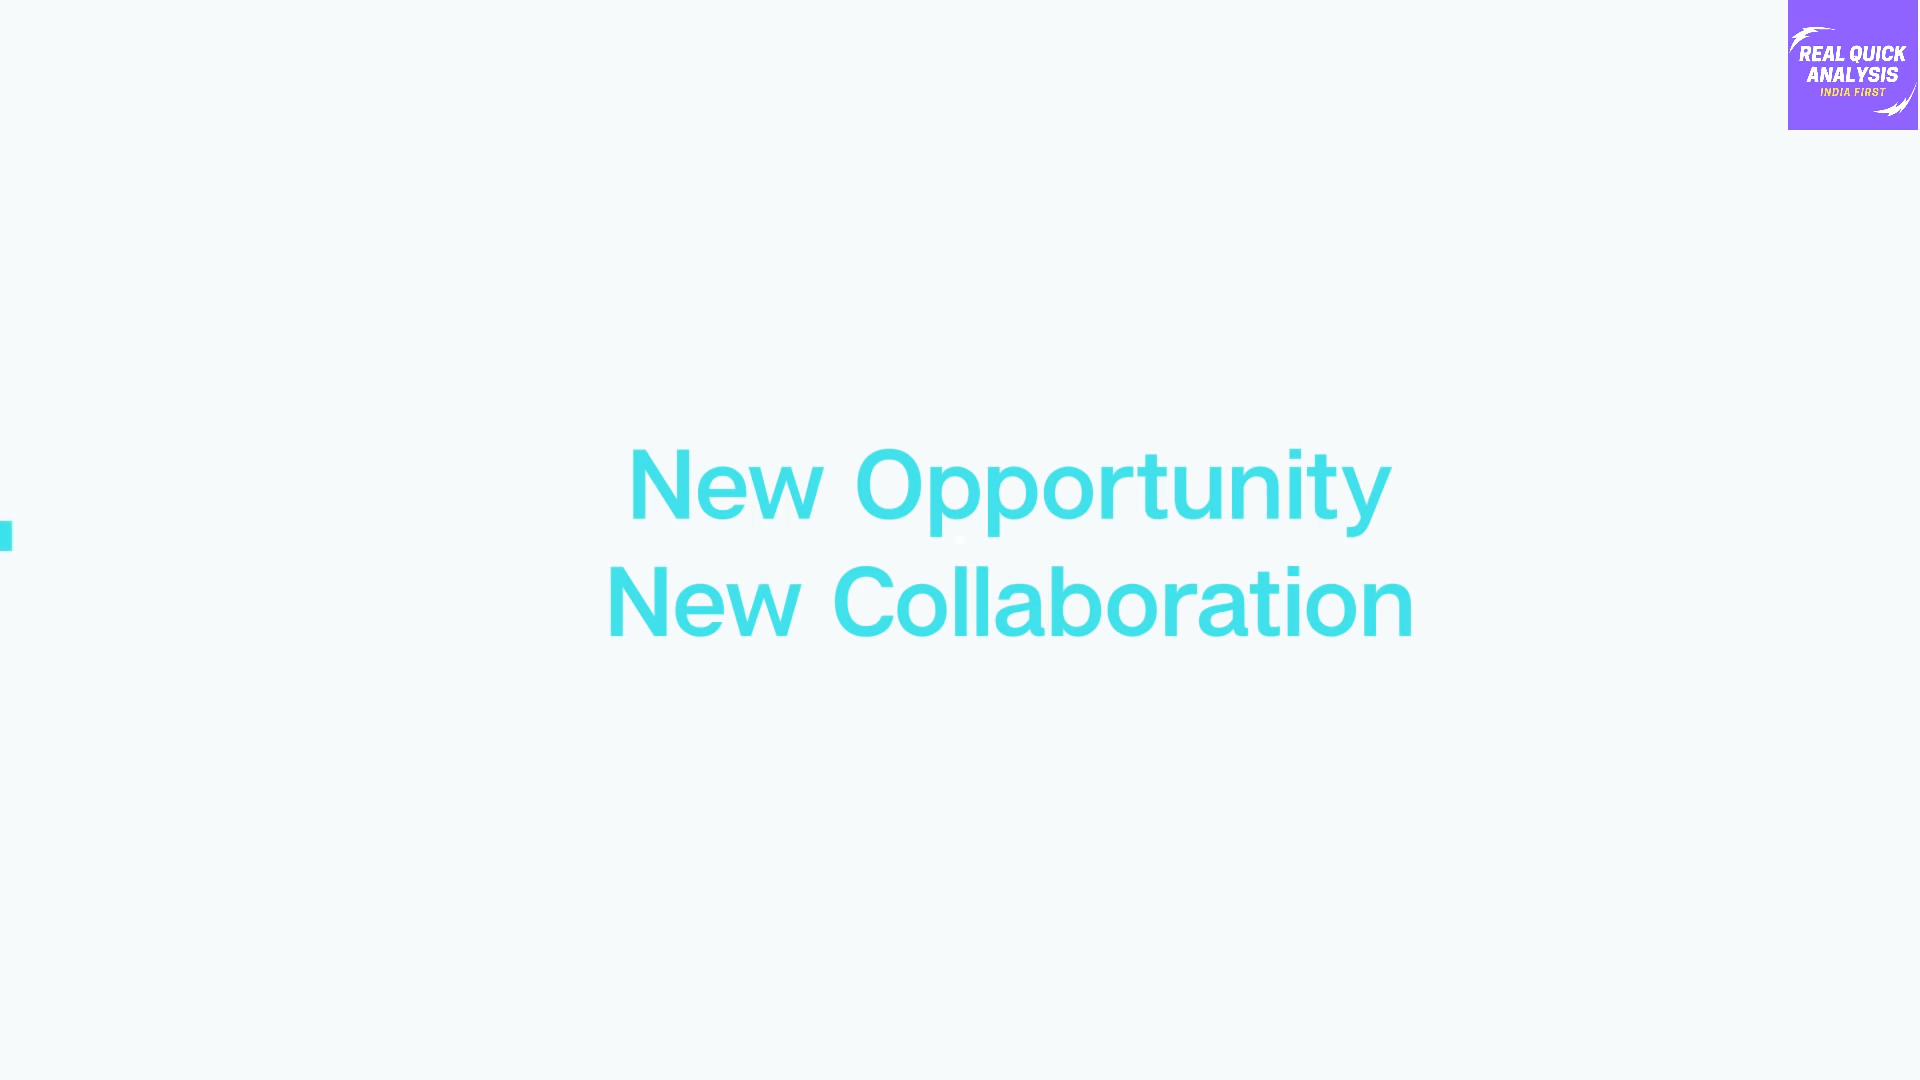 REAL QUICK
ANALYSIS
INDIA FIRST
New Opportunity
New Collaboration